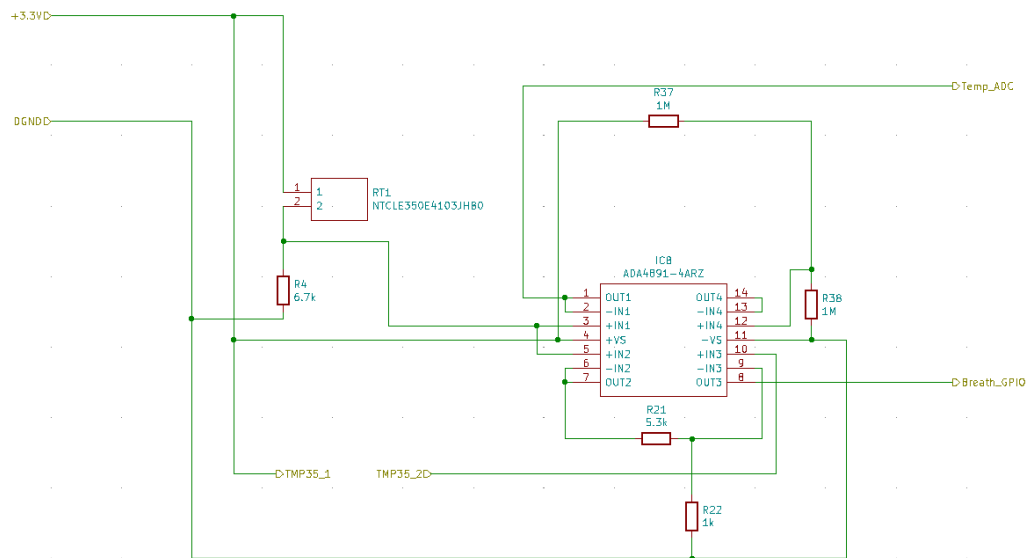 +3.3V
Temp_ADC
R37
1M
DGND
1 1 RT1
2 2 NTCLE350E4103JHB0
IC8
ADA4891-4ARZ
R4
6.7k
1 OUT1 OUT4 14
2 -IN1 -IN4 13
3 +IN1 +IN4 12
4 +VS -VS 11
5 +IN2 +IN3 10
6 -IN2 -IN3 9
7 OUT2 OUT3 8
R38
1M
Breath_GPIO
R21
5.3k
TMP35_1 TMP35_2
R22
1k